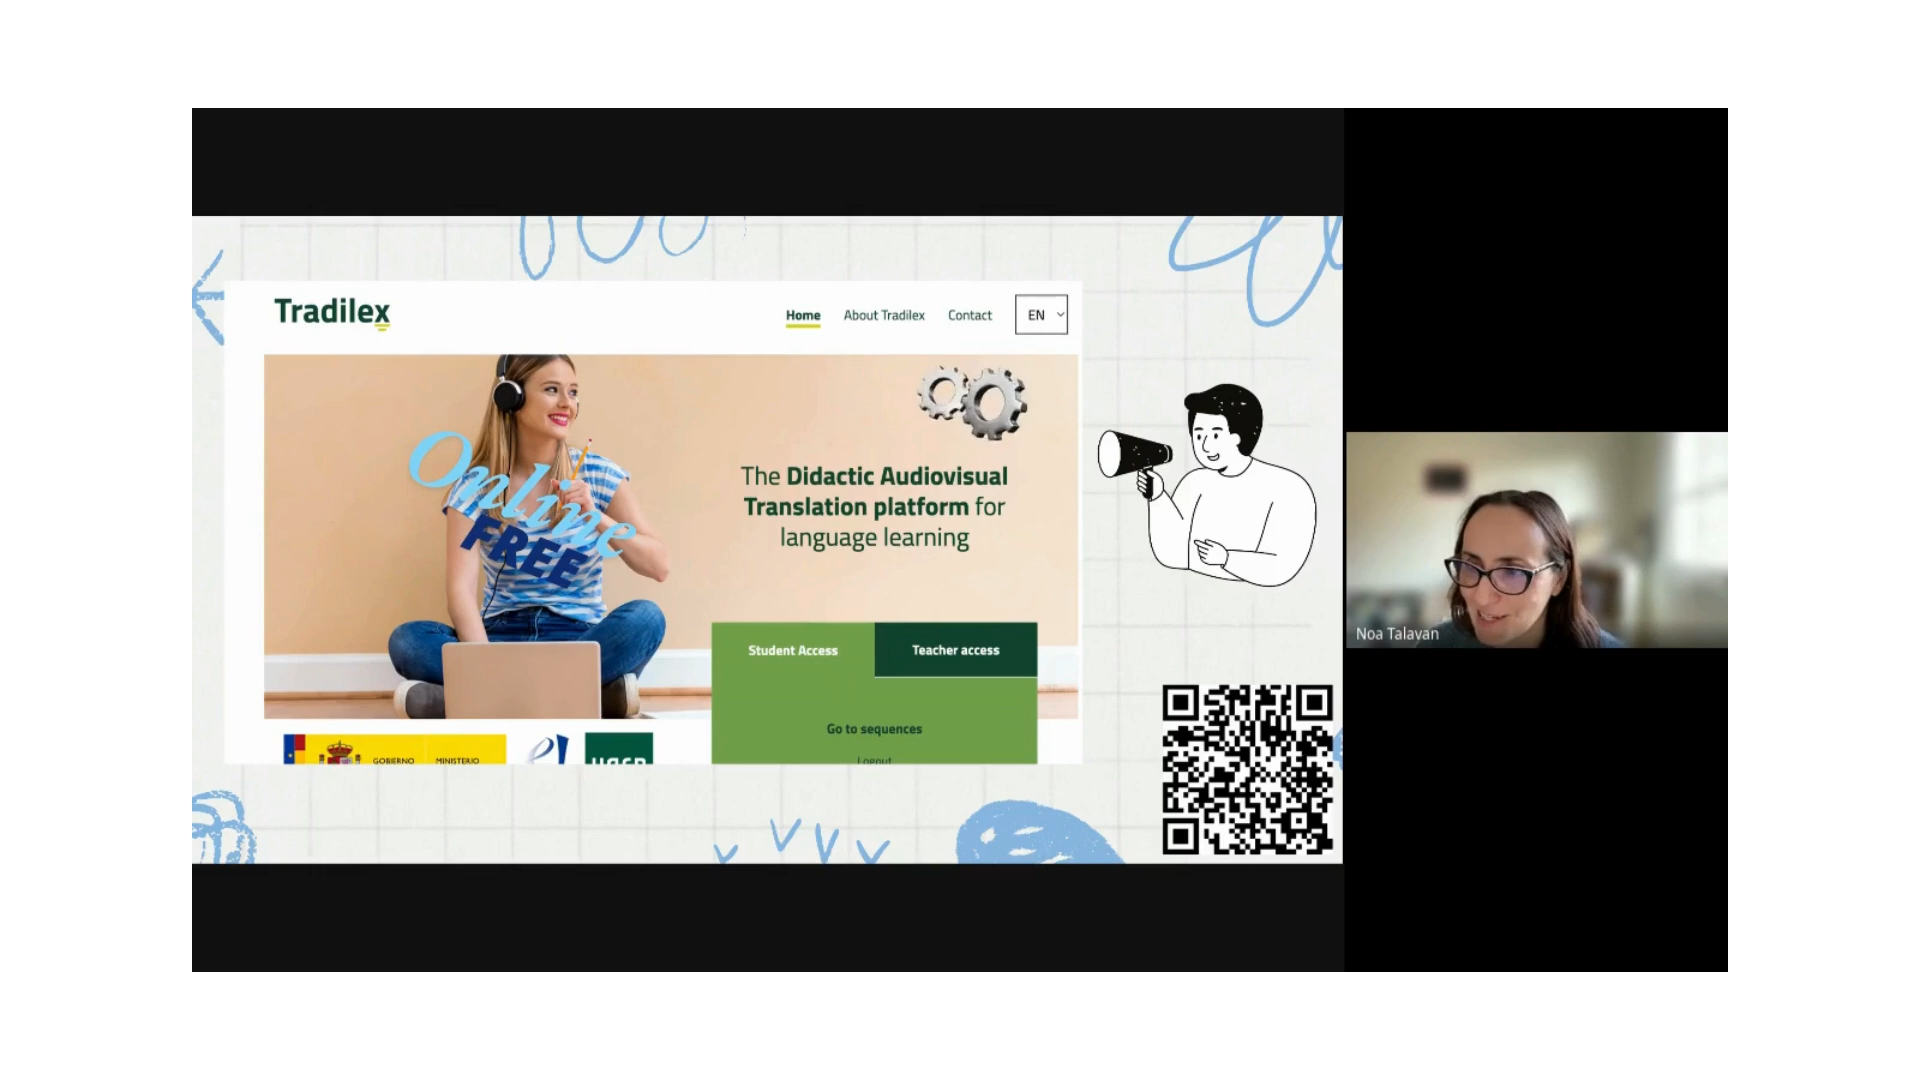 Tradilex
Home
About Tradilex
Contact
EN
Online
FREE
The Didactic Audiovisual
Translation platform for
language learning
Student Access
Teacher access
Go to sequences
Logout
GOBIERNO
MINISTERIO
Noa Talavan